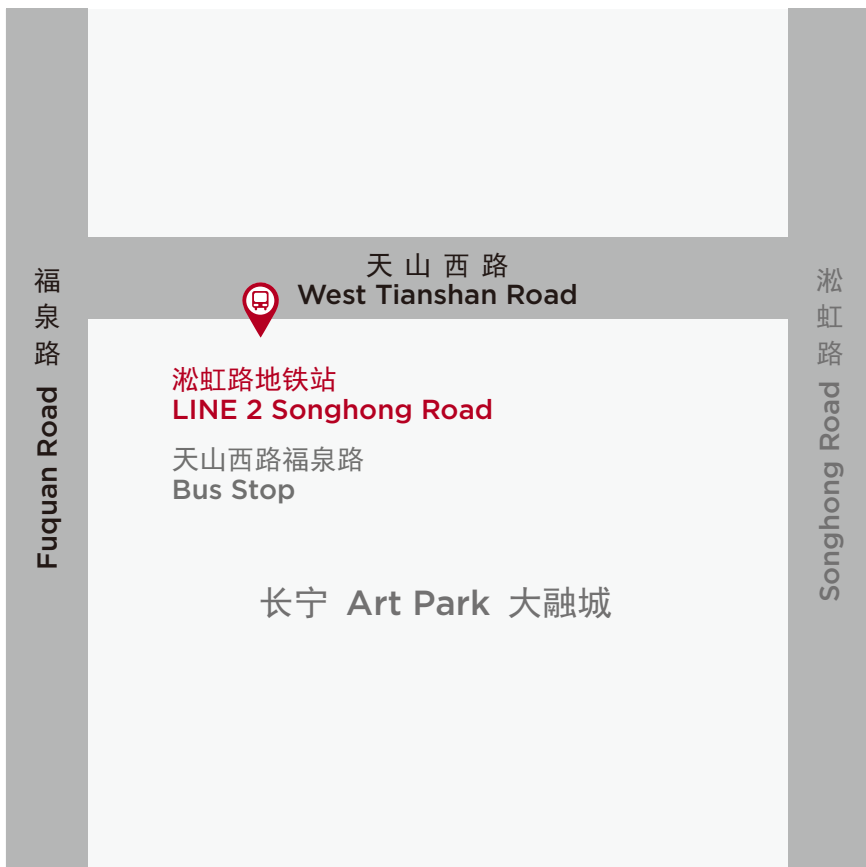 天山西路
West Tianshan Road
福泉路 Fuquan Road
淞虹路 Songhong Road
淞虹路地铁站
LINE 2 Songhong Road
天山西路福泉路
Bus Stop
长宁 Art Park 大融城